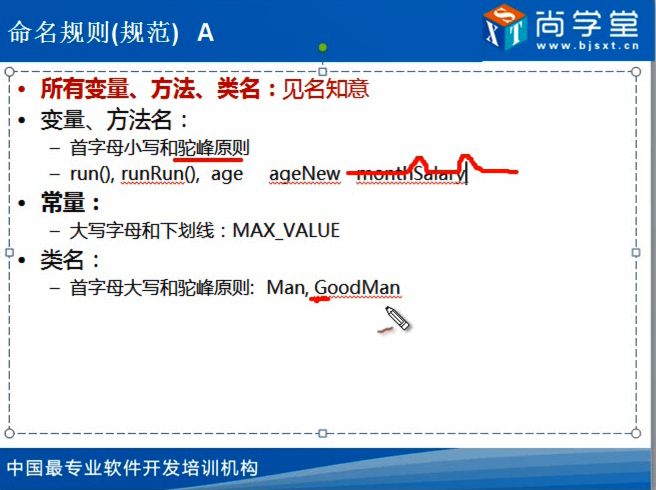 命名规则(规范) A
尚学堂
SXT
www.bjsxt.cn
• 所有变量、方法、类名：见名知意
• 变量、方法名：
– 首字母小写和驼峰原则
– run(), runRun(), age ageNew monthSalary
• 常量：
– 大写字母和下划线：MAX_VALUE
• 类名：
– 首字母大写和驼峰原则: Man, GoodMan
中国最专业软件开发培训机构